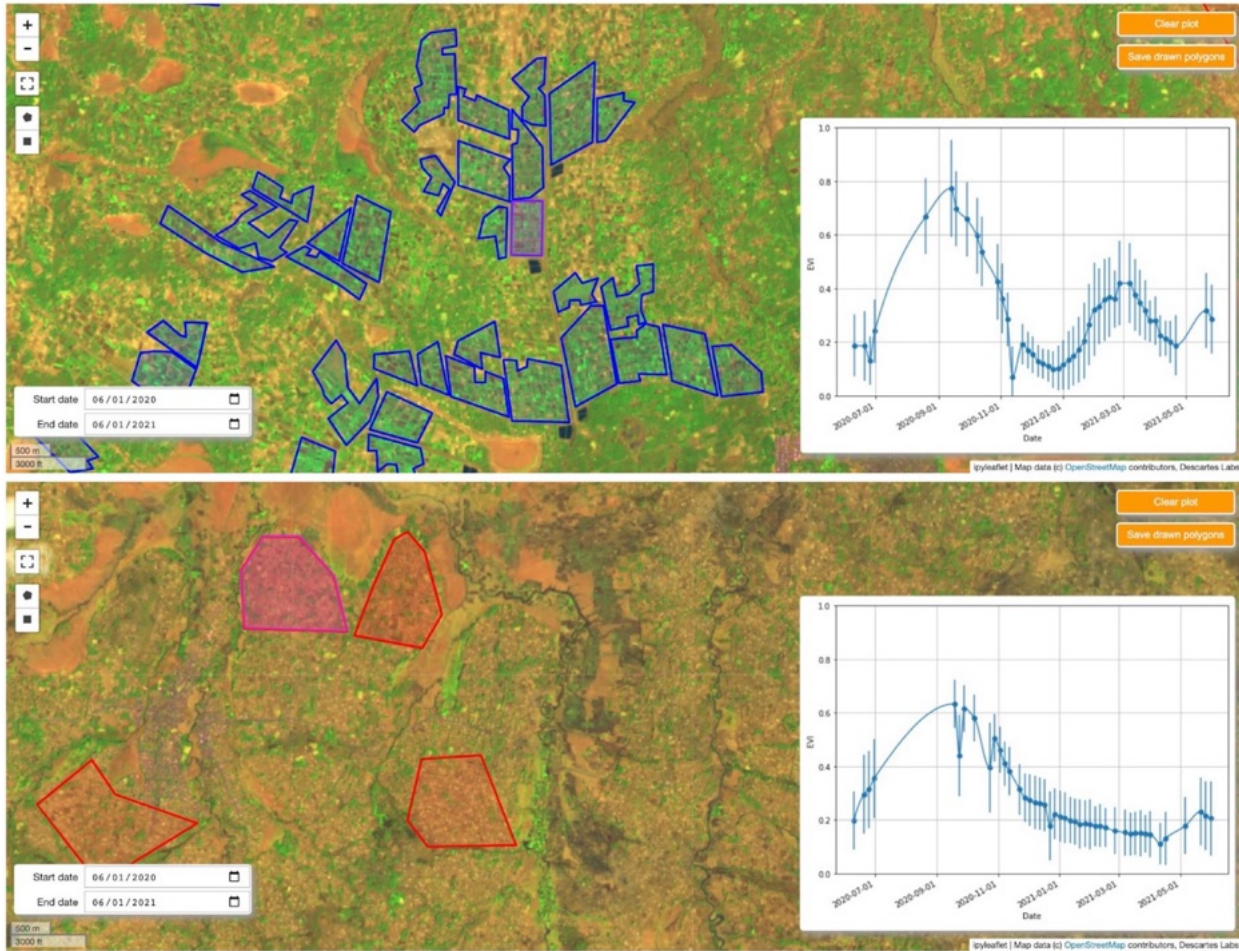 +
−
Clear plot
Save drawn polygons
1.0
0.8
0.6
0.4
0.2
0.0
EVI
2020-07-01
2020-09-01
2020-11-01
2021-01-01
2021-03-01
2021-05-01
Date
Start date 06/01/2020
End date 06/01/2021
500 m
3000 ft
ipyleaflet | Map data (c) OpenStreetMap contributors, Descartes Labs
+
−
Clear plot
Save drawn polygons
1.0
0.8
0.6
0.4
0.2
0.0
EVI
2020-07-01
2020-09-01
2020-11-01
2021-01-01
2021-03-01
2021-05-01
Date
Start date 06/01/2020
End date 06/01/2021
500 m
3000 ft
ipyleaflet | Map data (c) OpenStreetMap contributors, Descartes Labs